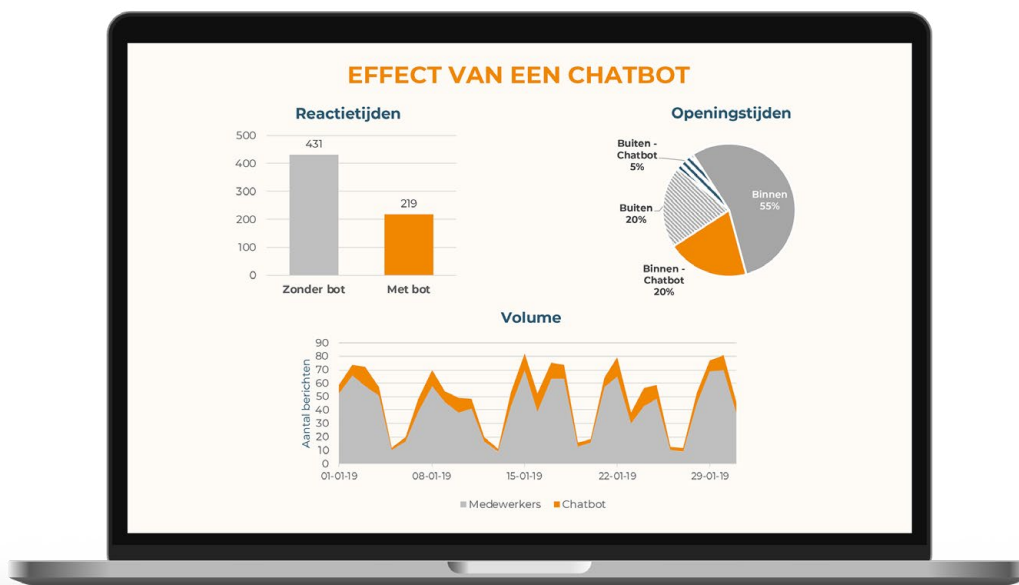 EFFECT VAN EEN CHATBOT
Reactietijden
500
400
300
200
100
0
431
219
Zonder bot
Met bot
Openingstijden
Buiten -
Chatbot
5%
Binnen
55%
Buiten
20%
Binnen -
Chatbot
20%
Volume
Aantal berichten
90
80
70
60
50
40
30
20
10
0
01-01-19
08-01-19
15-01-19
22-01-19
29-01-19
Medewerkers
Chatbot